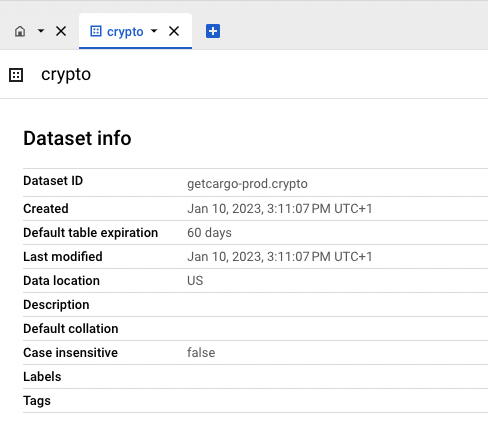 crypto
crypto
Dataset info
Dataset ID getcargo-prod.crypto
Created Jan 10, 2023, 3:11:07 PM UTC+1
Default table expiration 60 days
Last modified Jan 10, 2023, 3:11:07 PM UTC+1
Data location US
Description
Default collation
Case insensitive false
Labels
Tags